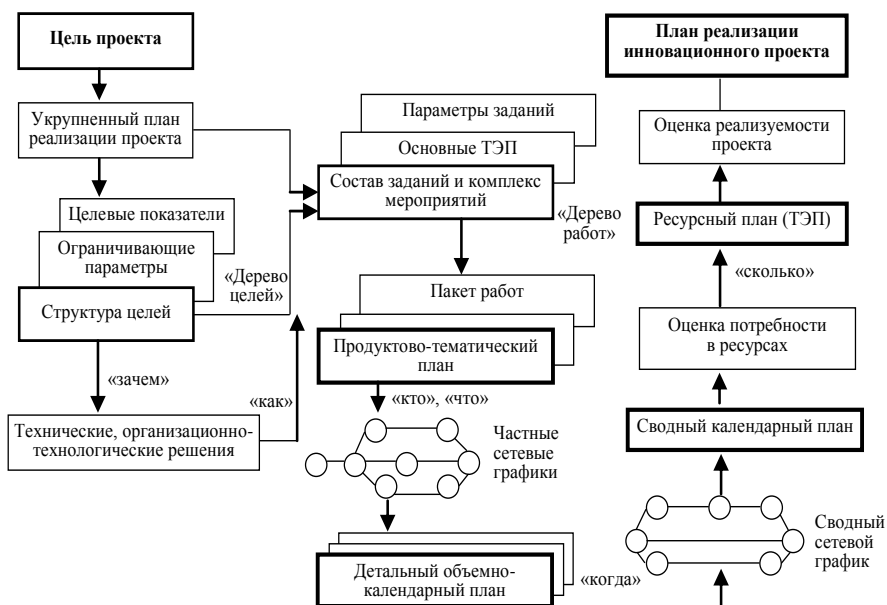 Цель проекта
Укрупненный план
реализации проекта
Целевые показатели
Ограничивающие
параметры
«Дерево
целей»
Структура целей
«зачем»
«как»
Технические, организационно-
технологические решения
Параметры заданий
Основные ТЭП
Состав заданий и комплекс
мероприятий
«Дерево
работ»
Пакет работ
Продуктово-тематический
план
«кто», «что»
Частные
сетевые
графики
Детальный объемно-
календарный план
«когда»
План реализации
инновационного проекта
Оценка реализуемости
проекта
Ресурсный план (ТЭП)
«сколько»
Оценка потребности
в ресурсах
Сводный календарный план
Сводный
сетевой
график